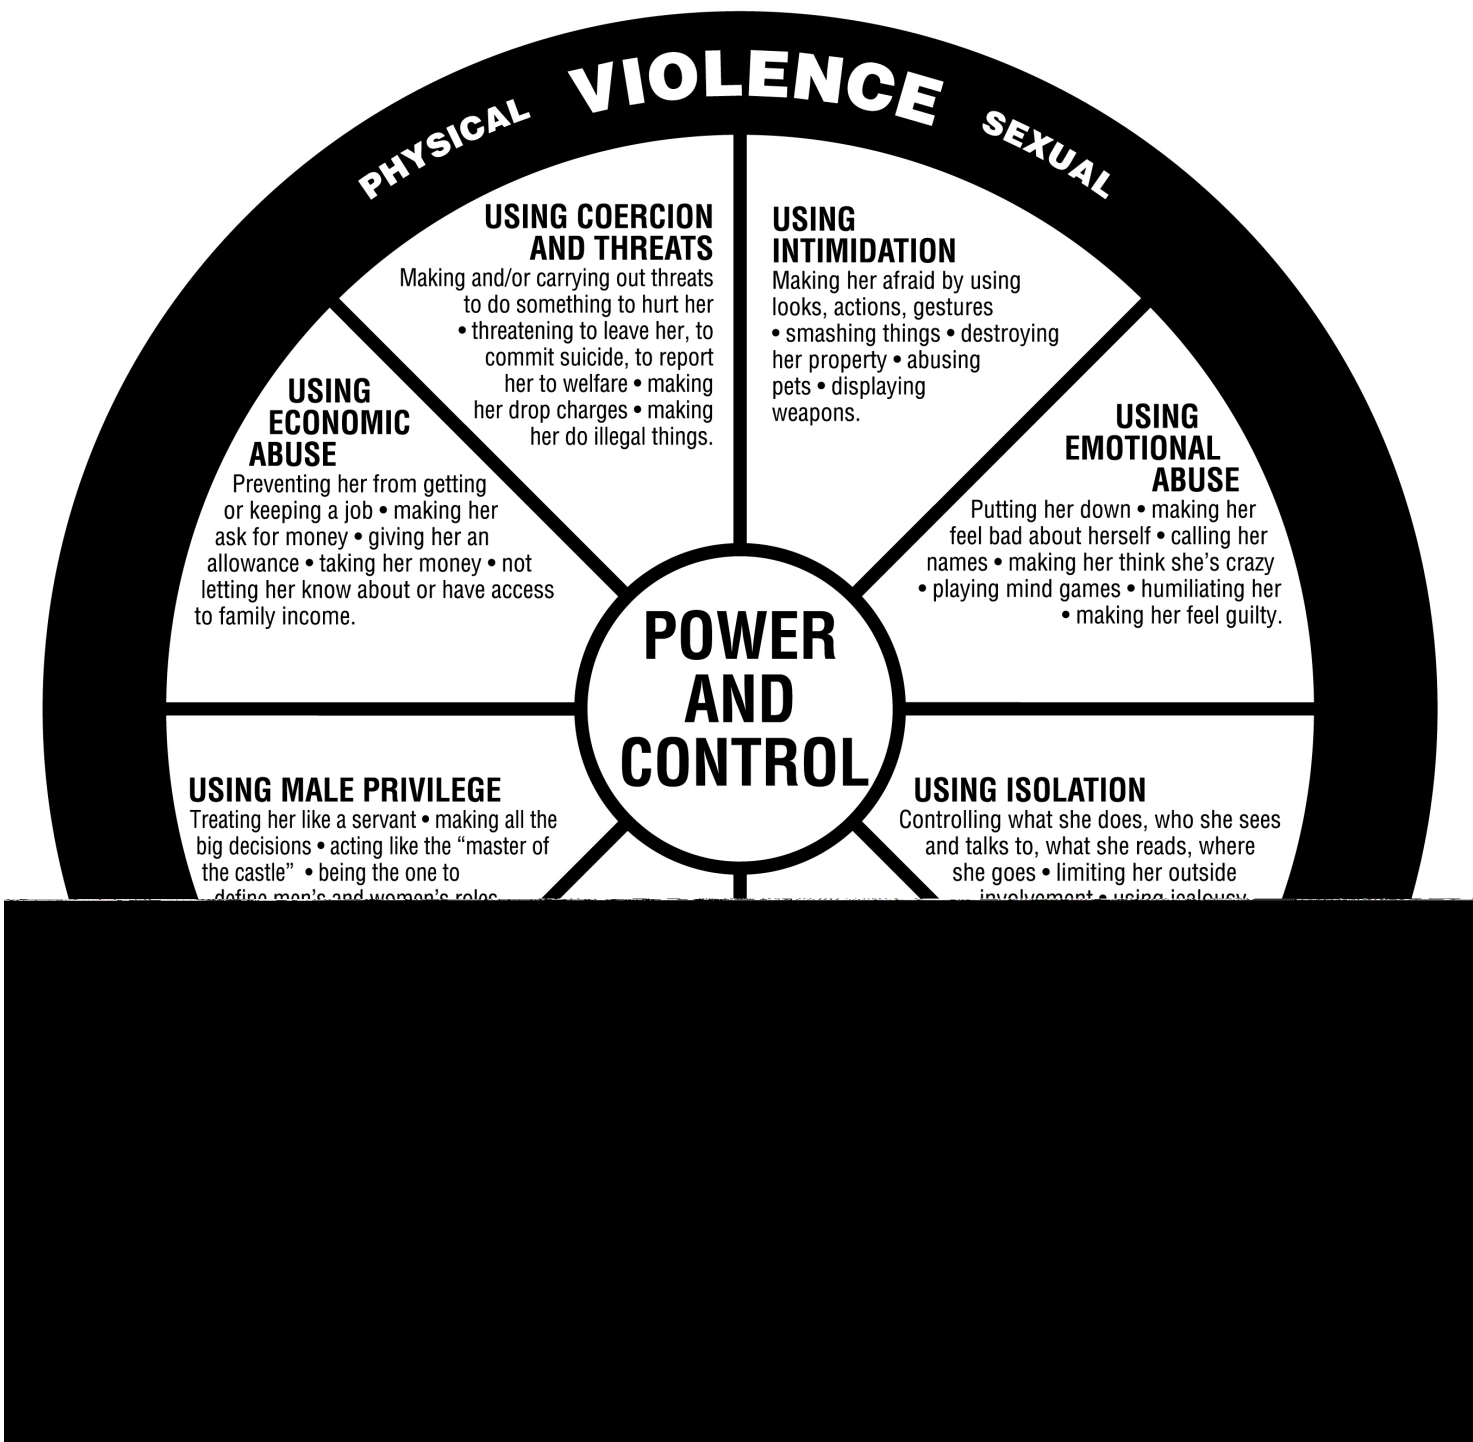 PHYSICAL VIOLENCE SEXUAL
USING COERCION
AND THREATS
Making and/or carrying out threats
to do something to hurt her
• threatening to leave her, to
commit suicide, to report
her to welfare • making
her drop charges • making
her do illegal things.
USING
INTIMIDATION
Making her afraid by using
looks, actions, gestures
• smashing things • destroying
her property • abusing
pets • displaying
weapons.
USING
ECONOMIC
ABUSE
Preventing her from getting
or keeping a job • making her
ask for money • giving her an
allowance • taking her money • not
letting her know about or have access
to family income.
USING
EMOTIONAL
ABUSE
Putting her down • making her
feel bad about herself • calling her
names • making her think she’s crazy
• playing mind games • humiliating her
• making her feel guilty.
POWER
AND
CONTROL
USING MALE PRIVILEGE
Treating her like a servant • making all the
big decisions • acting like the “master of
the castle” • being the one to
define men’s and women’s roles
USING ISOLATION
Controlling what she does, who she sees
and talks to, what she reads, where
she goes • limiting her outside
involvement • using jealousy